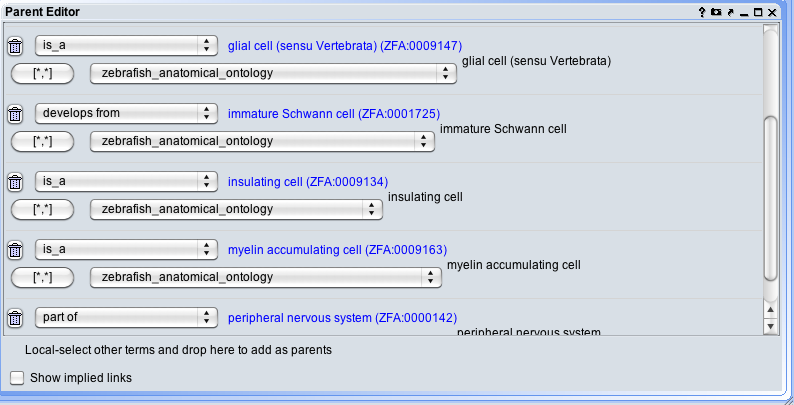 Parent Editor
is_a
glial cell (sensu Vertebrata) (ZFA:0009147)
[*,*]
zebrafish_anatomical_ontology
glial cell (sensu Vertebrata)
develops from
immature Schwann cell (ZFA:0001725)
[*,*]
zebrafish_anatomical_ontology
immature Schwann cell
is_a
insulating cell (ZFA:0009134)
[*,*]
zebrafish_anatomical_ontology
insulating cell
is_a
myelin accumulating cell (ZFA:0009163)
[*,*]
zebrafish_anatomical_ontology
myelin accumulating cell
part of
peripheral nervous system (ZFA:0000142)
peripheral nervous system
Local-select other terms and drop here to add as parents
Show implied links